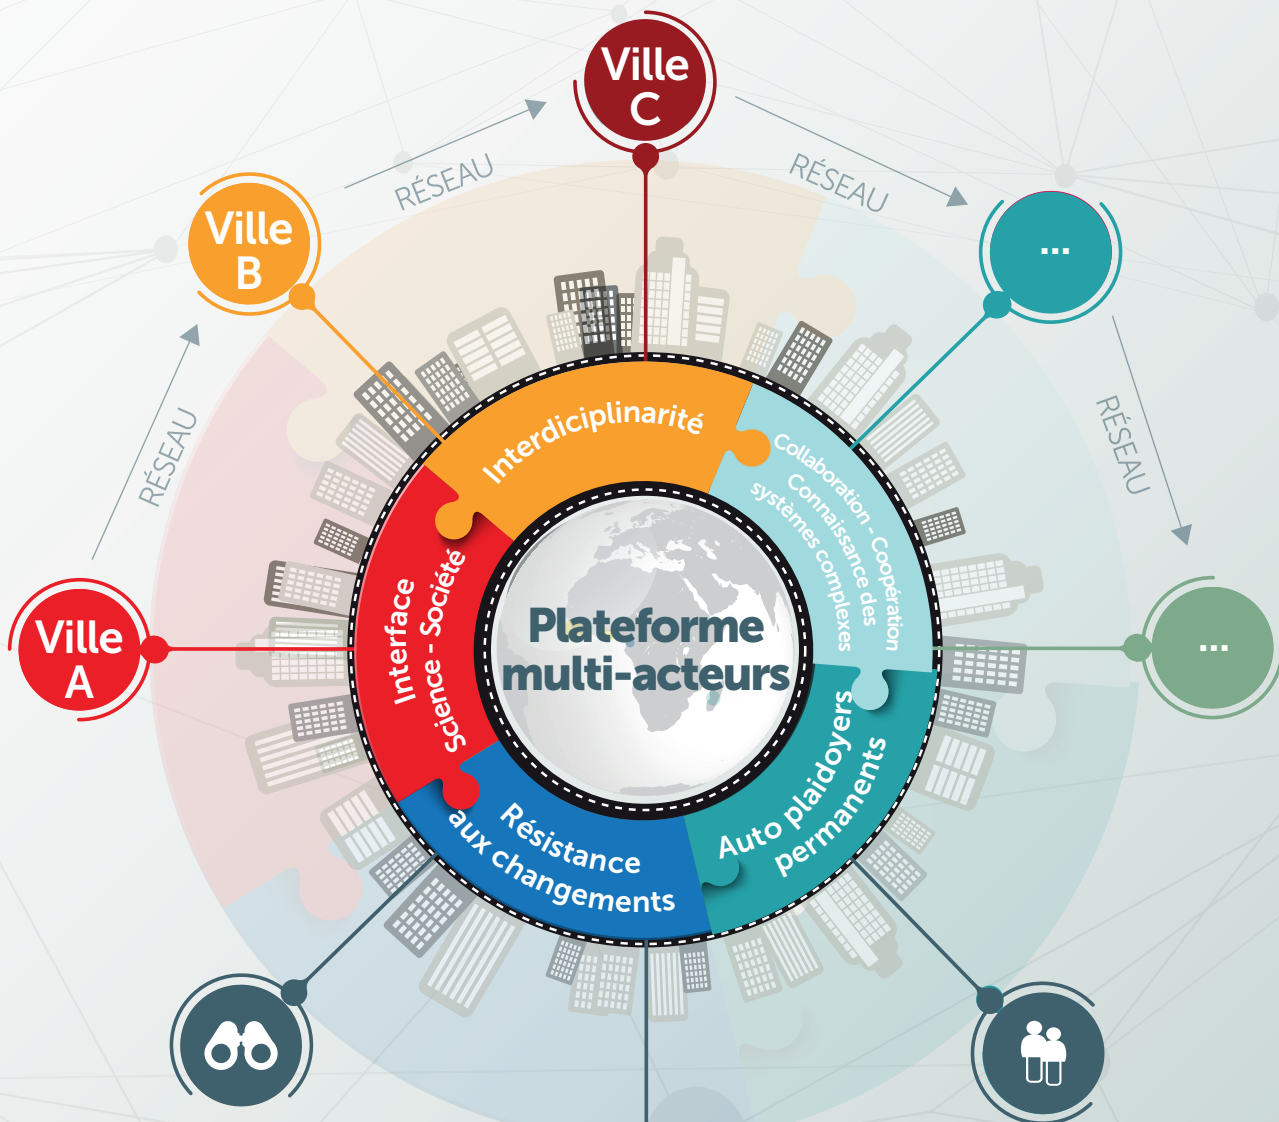 Ville
C
RÉSEAU
RÉSEAU
Ville
B
...
RÉSEAU
RÉSEAU
Interdiciplinarité
Collaboration - Coopération
Connaissance des
systèmes complexes
Interface
Science - Société
Plateforme
multi-acteurs
Ville
A
...
Auto plaidoyers
permanents
Résistance
aux changements